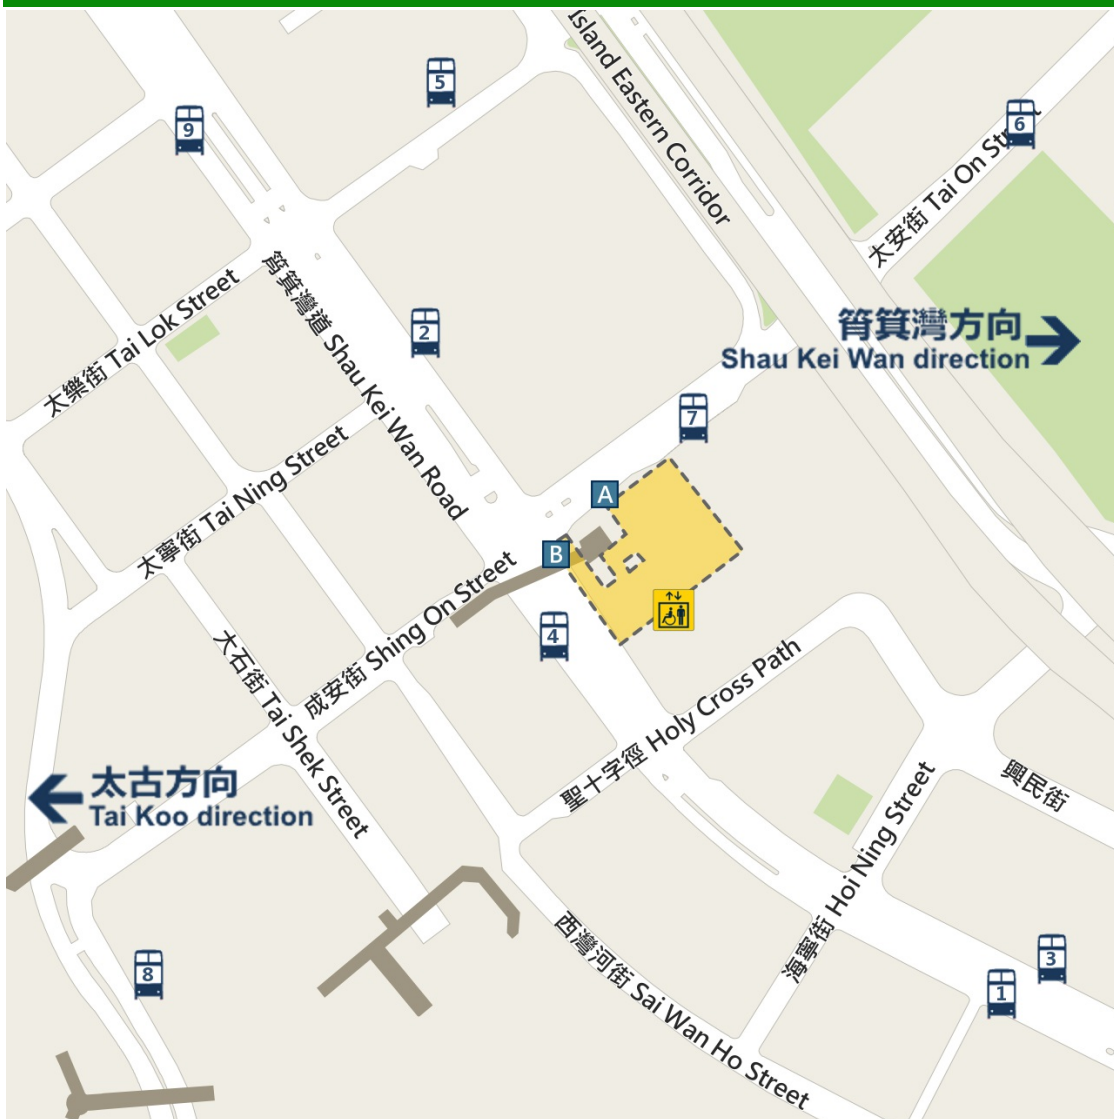 Island Eastern Corridor
5
9
6
太安街 Tai On Street
筲箕灣方向
Shau Kei Wan direction
筲箕灣道 Shau Kei Wan Road
太樂街 Tai Lok Street
2
7
太寧街 Tai Ning Street
A
B
成安街 Shing On Street
4
大石街 Tai Shek Street
聖十字徑 Holy Cross Path
太古方向
Tai Koo direction
興民街
海寧街 Hoi Ning Street
西灣河街 Sai Wan Ho Street
8
3
1